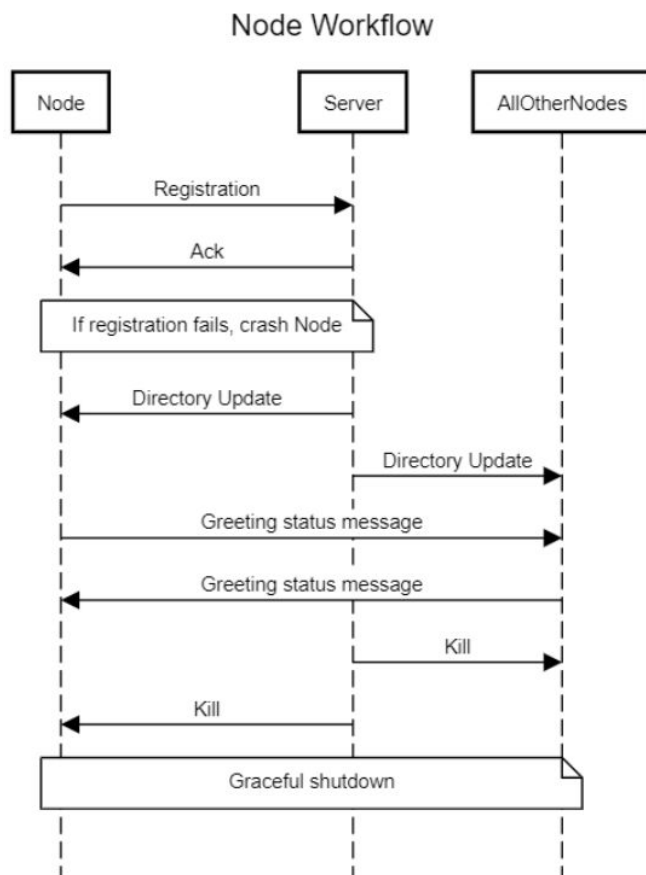 Node Workflow
Node
Server
AllOtherNodes
Registration
Ack
If registration fails, crash Node
Directory Update
Directory Update
Greeting status message
Greeting status message
Kill
Kill
Graceful shutdown